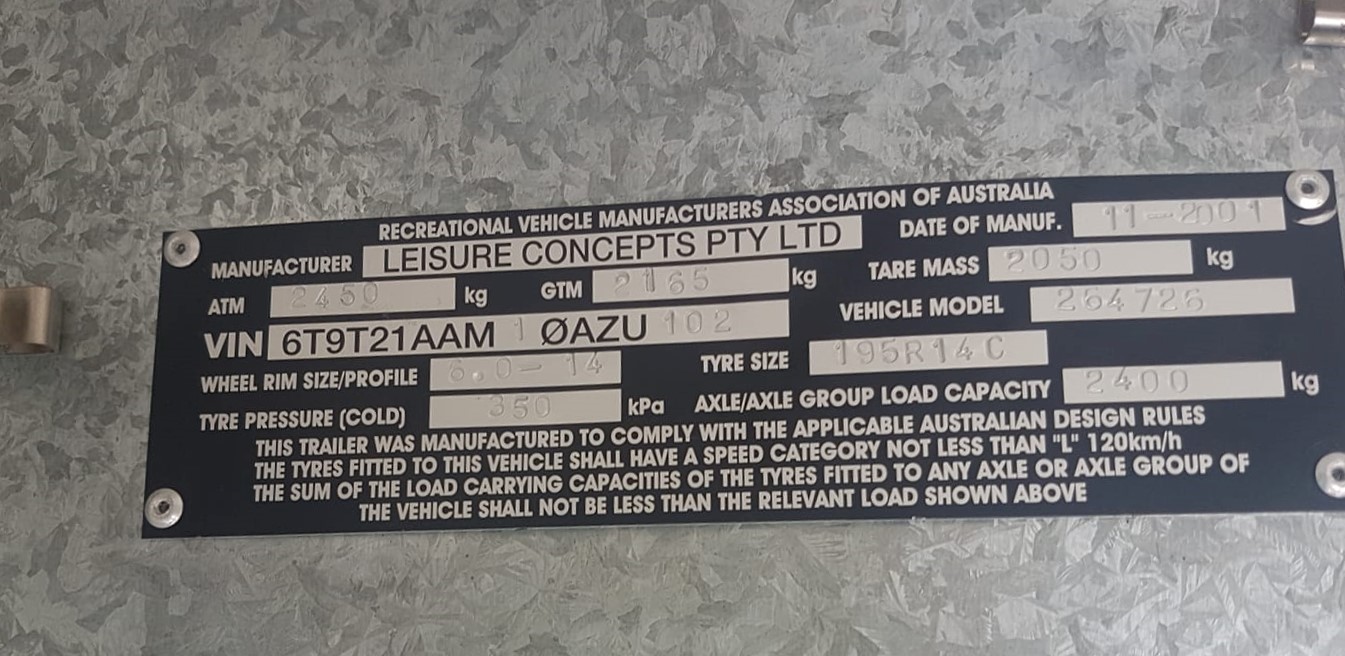 RECREATIONAL VEHICLE MANUFACTURERS ASSOCIATION OF AUSTRALIA
MANUFACTURER LEISURE CONCEPTS PTY LTD DATE OF MANUF. 11-2001
ATM 2450 kg GTM 2165 kg TARE MASS 2050 kg
VIN 6T9T21AAM 1 ØAZU 102 VEHICLE MODEL 264726
WHEEL RIM SIZE/PROFILE 6.0-14 TYRE SIZE 195R14C
TYRE PRESSURE (COLD) 350 kPa AXLE/AXLE GROUP LOAD CAPACITY 2400 kg
THIS TRAILER WAS MANUFACTURED TO COMPLY WITH THE APPLICABLE AUSTRALIAN DESIGN RULES
THE TYRES FITTED TO THIS VEHICLE SHALL HAVE A SPEED CATEGORY NOT LESS THAN "L" 120km/h
THE SUM OF THE LOAD CARRYING CAPACITIES OF THE TYRES FITTED TO ANY AXLE OR AXLE GROUP OF
THE VEHICLE SHALL NOT BE LESS THAN THE RELEVANT LOAD SHOWN ABOVE